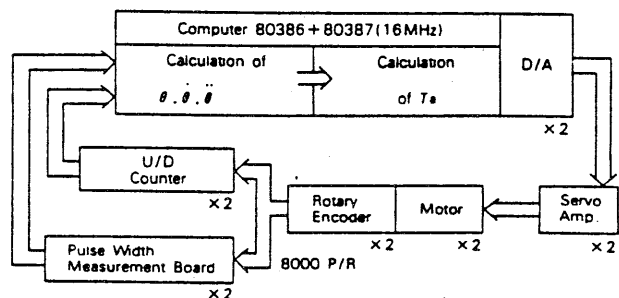 Computer 80386+80387(16MHz)
Calculation of
θ, θ̇, θ̈
Calculation
of Ta
D/A
×2
U/D
Counter
×2
Rotary
Encoder
Motor
Servo
Amp.
×2
×2
×2
Pulse Width
Measurement Board
8000 P/R
×2